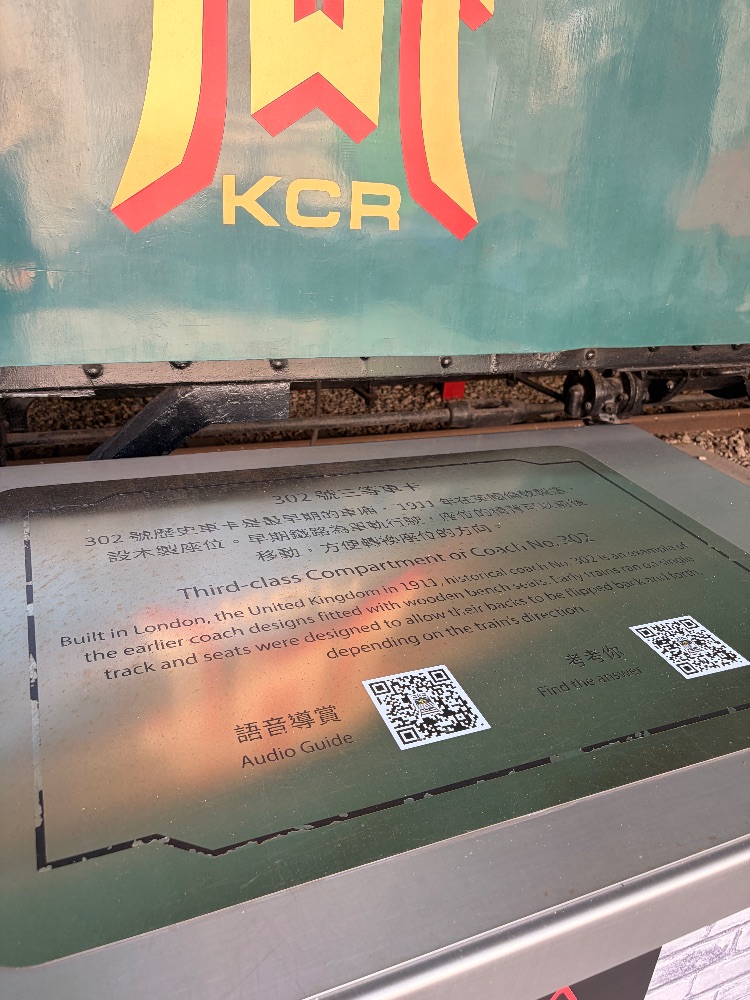 KCR
302 號三等車卡
302 號歷史車卡是最早期的車廂，1911 年在英國倫敦製造，
設木製座位。早期鐵路為單軌行駛，座位的椅背可以前後
移動，方便轉換座位的方向。
Third-class Compartment of Coach No. 302
Built in London, the United Kingdom in 1911, historical coach No. 302 is an example of
the earlier coach designs fitted with wooden bench seats. Early trains ran on single
track and seats were designed to allow their backs to be flipped back and forth
depending on the train's direction.
語音導賞
Audio Guide
考考你
Find the answer